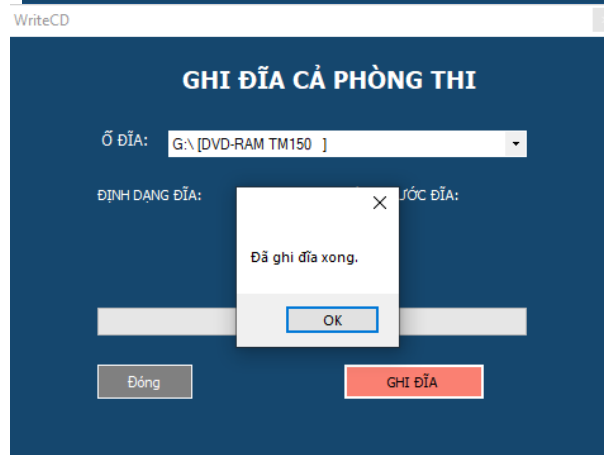 WriteCD
GHI ĐĨA CẢ PHÒNG THI
Ổ ĐĨA:
G:\ [DVD-RAM TM150 ]
ĐỊNH DẠNG ĐĨA:
ĐĨA:
Đã ghi đĩa xong.
OK
Đóng
GHI ĐĨA